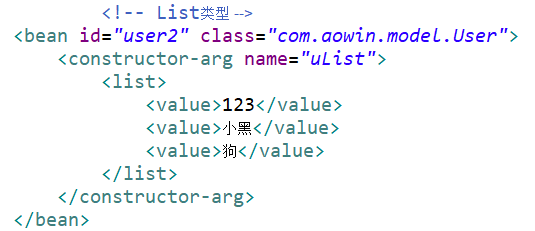 <!-- List类型 -->
<bean id="user2" class="com.aowin.model.User">
<constructor-arg name="uList">
<list>
<value>123</value>
<value>小黑</value>
<value>狗</value>
</list>
</constructor-arg>
</bean>